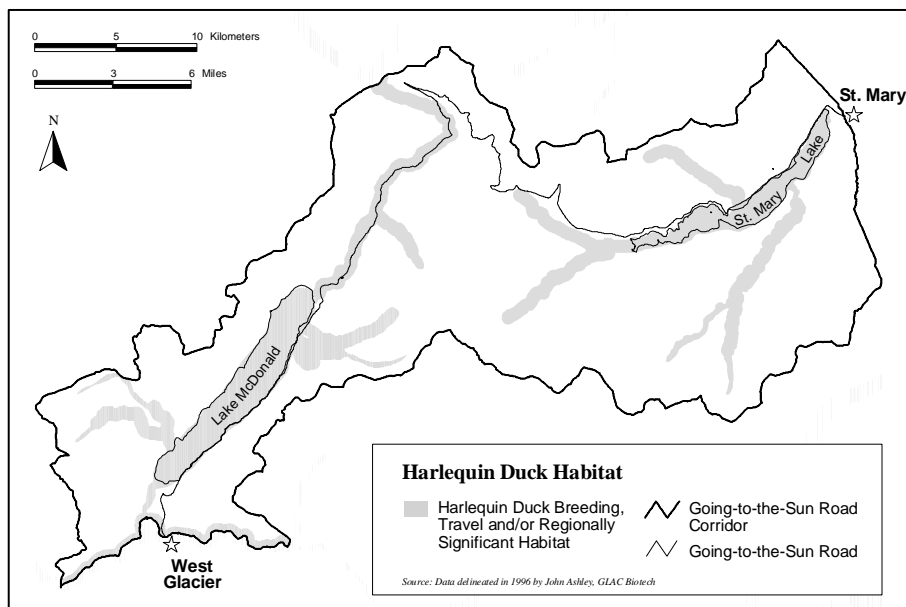 0 5 10 Kilometers
0 3 6 Miles
N
St. Mary
Lake
St. Mary
Lake McDonald
West
Glacier
Harlequin Duck Habitat
Harlequin Duck Breeding,
Travel and/or Regionally
Significant Habitat
Going-to-the-Sun Road
Corridor
Going-to-the-Sun Road
Source: Data delineated in 1996 by John Ashley, GLAC Biotech